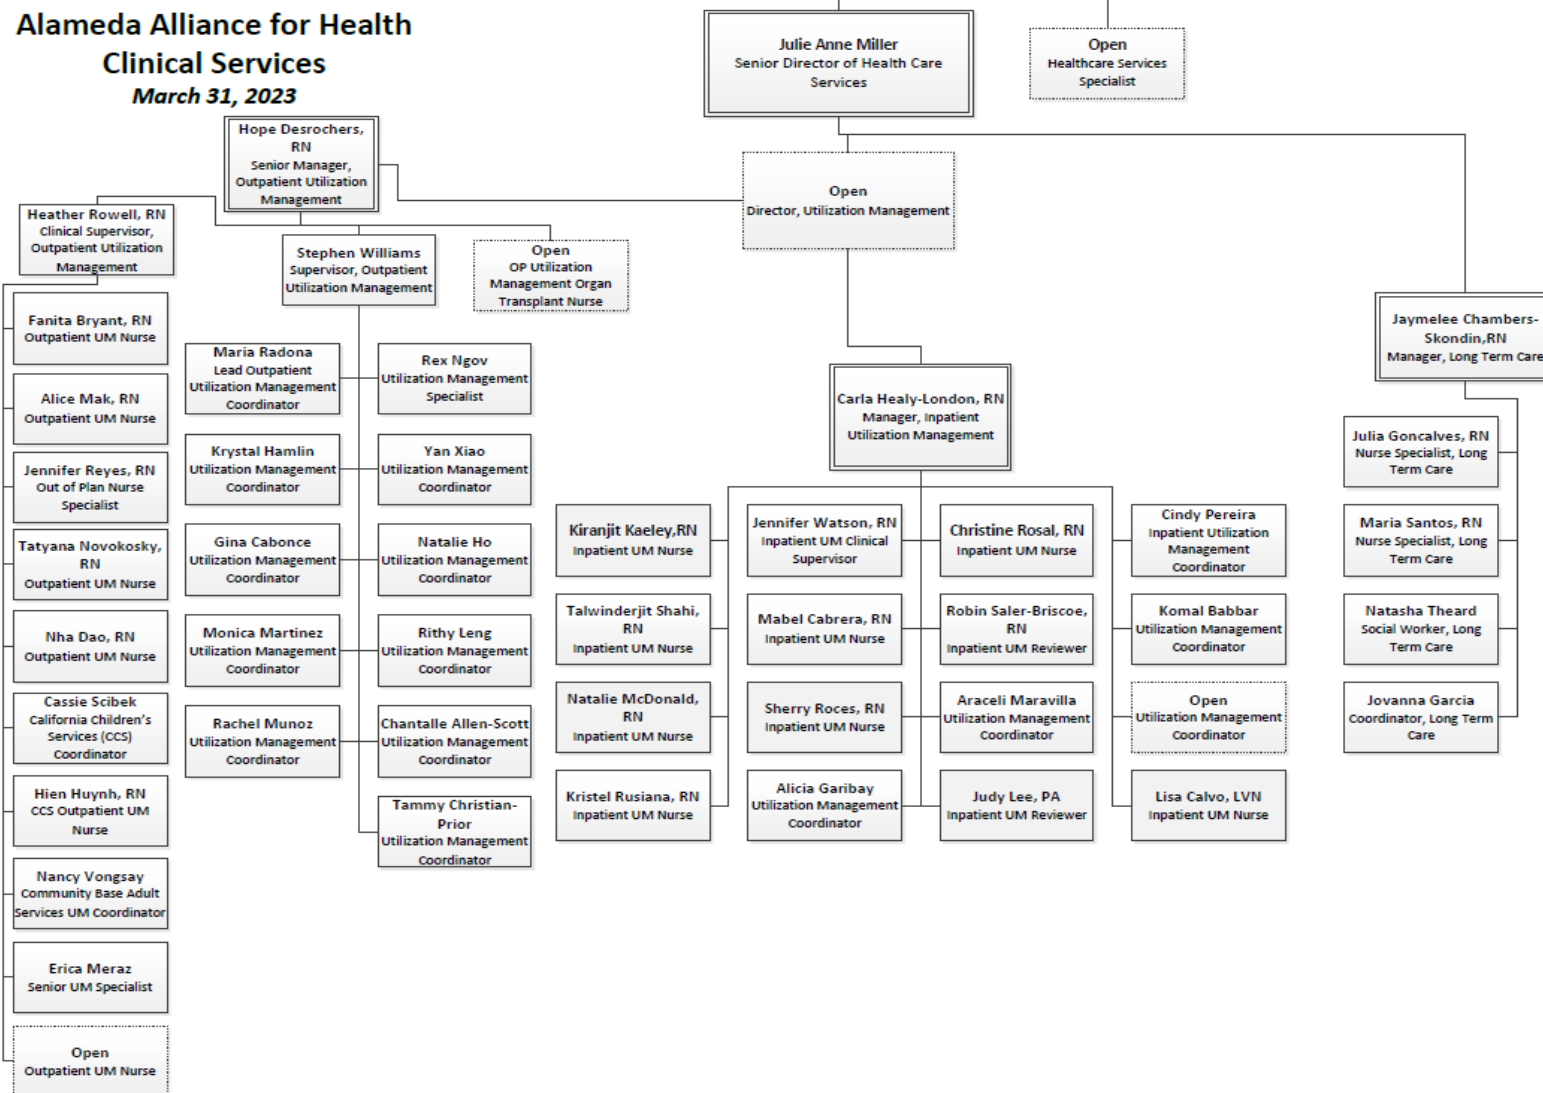 Alameda Alliance for Health
Clinical Services
March 31, 2023
Julie Anne Miller
Senior Director of Health Care
Services
Open
Healthcare Services
Specialist
Hope Desrochers,
RN
Senior Manager,
Outpatient Utilization
Management
Open
Director, Utilization Management
Heather Rowell, RN
Clinical Supervisor,
Outpatient Utilization
Management
Stephen Williams
Supervisor, Outpatient
Utilization Management
Open
OP Utilization
Management Organ
Transplant Nurse
Jaymelee Chambers-
Skondin,RN
Manager, Long Term Care
Carla Healy-London, RN
Manager, Inpatient
Utilization Management
Fanita Bryant, RN
Outpatient UM Nurse
Alice Mak, RN
Outpatient UM Nurse
Jennifer Reyes, RN
Out of Plan Nurse
Specialist
Tatyana Novokosky,
RN
Outpatient UM Nurse
Nha Dao, RN
Outpatient UM Nurse
Cassie Scibek
California Children's
Services (CCS)
Coordinator
Hien Huynh, RN
CCS Outpatient UM
Nurse
Nancy Vongsay
Community Base Adult
Services UM Coordinator
Erica Meraz
Senior UM Specialist
Open
Outpatient UM Nurse
Maria Radona
Lead Outpatient
Utilization Management
Coordinator
Rex Ngov
Utilization Management
Specialist
Krystal Hamlin
Utilization Management
Coordinator
Yan Xiao
Utilization Management
Coordinator
Gina Cabonce
Utilization Management
Coordinator
Natalie Ho
Utilization Management
Coordinator
Monica Martinez
Utilization Management
Coordinator
Rithy Leng
Utilization Management
Coordinator
Rachel Munoz
Utilization Management
Coordinator
Chantalle Allen-Scott
Utilization Management
Coordinator
Tammy Christian-
Prior
Utilization Management
Coordinator
Kiranjit Kaeley,RN
Inpatient UM Nurse
Jennifer Watson, RN
Inpatient UM Clinical
Supervisor
Christine Rosal, RN
Inpatient UM Nurse
Cindy Pereira
Inpatient Utilization
Management
Coordinator
Talwinderjit Shahi,
RN
Inpatient UM Nurse
Mabel Cabrera, RN
Inpatient UM Nurse
Robin Saler-Briscoe,
RN
Inpatient UM Reviewer
Komal Babbar
Utilization Management
Coordinator
Natalie McDonald,
RN
Inpatient UM Nurse
Sherry Roces, RN
Inpatient UM Nurse
Araceli Maravilla
Utilization Management
Coordinator
Open
Utilization Management
Coordinator
Kristel Rusiana, RN
Inpatient UM Nurse
Alicia Garibay
Utilization Management
Coordinator
Judy Lee, PA
Inpatient UM Reviewer
Lisa Calvo, LVN
Inpatient UM Nurse
Julia Goncalves, RN
Nurse Specialist, Long
Term Care
Maria Santos, RN
Nurse Specialist, Long
Term Care
Natasha Theard
Social Worker, Long
Term Care
Jovanna Garcia
Coordinator, Long Term
Care